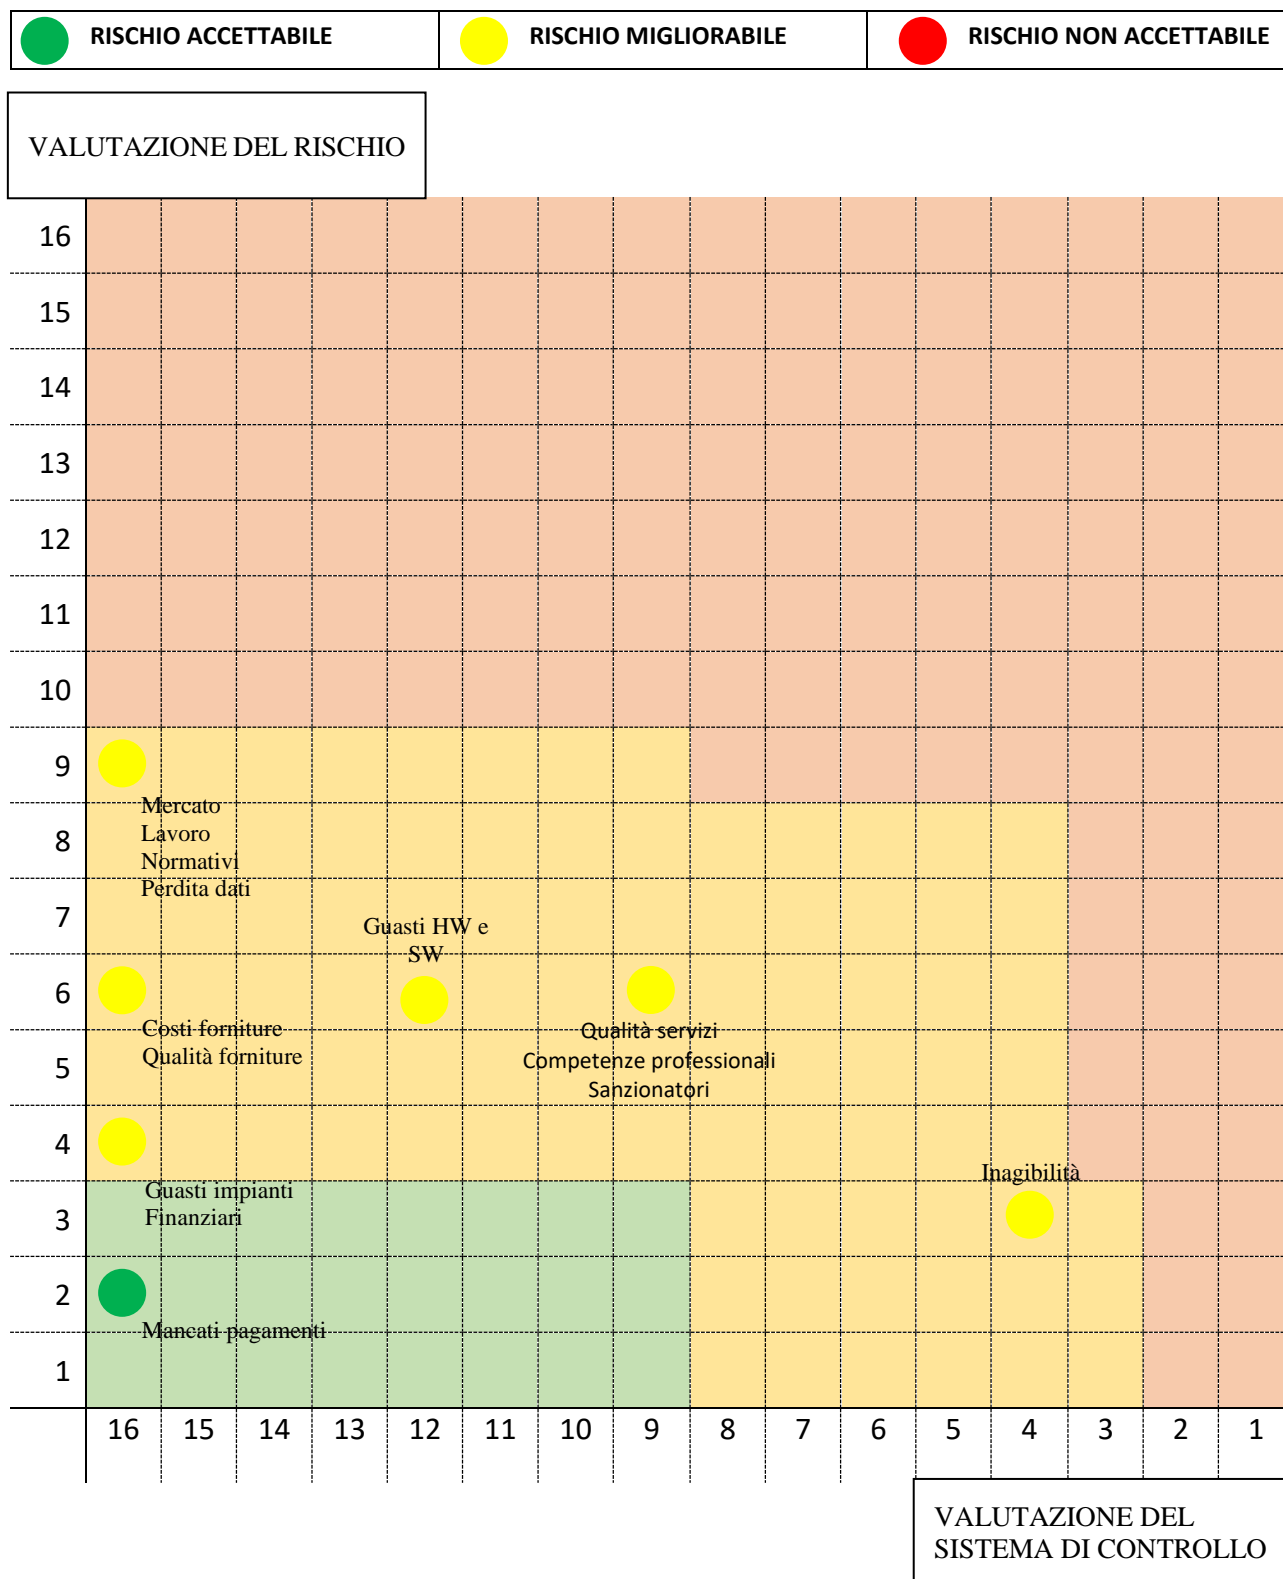 RISCHIO ACCETTABILE
RISCHIO MIGLIORABILE
RISCHIO NON ACCETTABILE
VALUTAZIONE DEL RISCHIO
16
15
14
13
12
11
10
9
Mercato
Lavoro
Normativi
Perdita dati
8
7
Guasti HW e
SW
6
Costi forniture
Qualità forniture
Qualità servizi
Competenze professionali
Sanzionatori
5
4
Inagibilità
Guasti impianti
Finanziari
3
2
Mancati pagamenti
1
16 15 14 13 12 11 10 9 8 7 6 5 4 3 2 1
VALUTAZIONE DEL
SISTEMA DI CONTROLLO